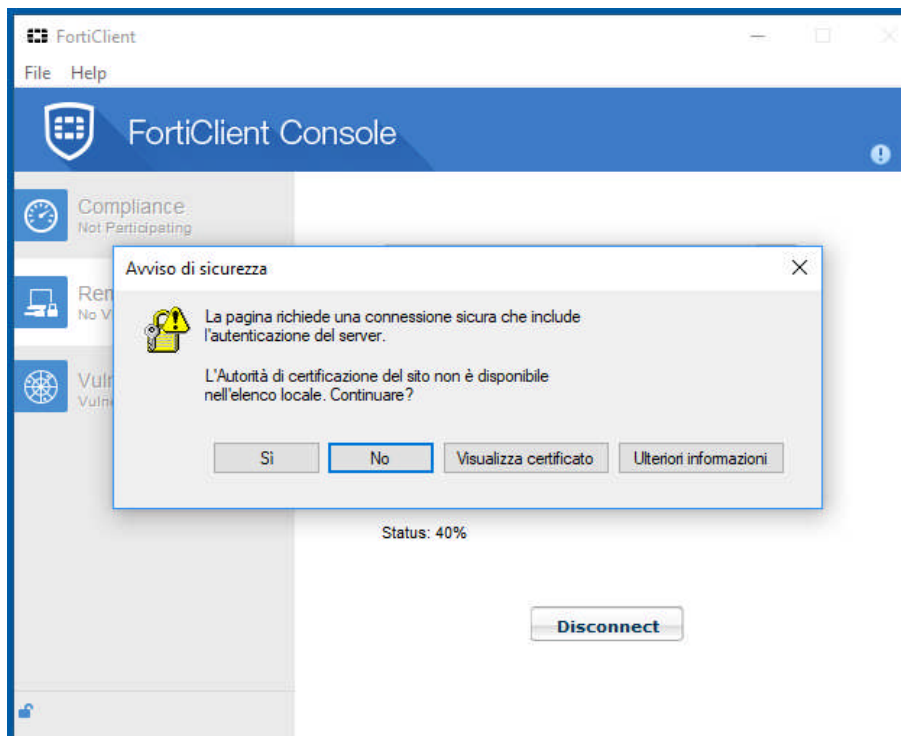 FortiClient
File Help
FortiClient Console
Compliance
Not Participating
Avviso di sicurezza
La pagina richiede una connessione sicura che include
l'autenticazione del server.
L'Autorità di certificazione del sito non è disponibile
nell'elenco locale. Continuare?
Sì No Visualizza certificato Ulteriori informazioni
Status: 40%
Disconnect